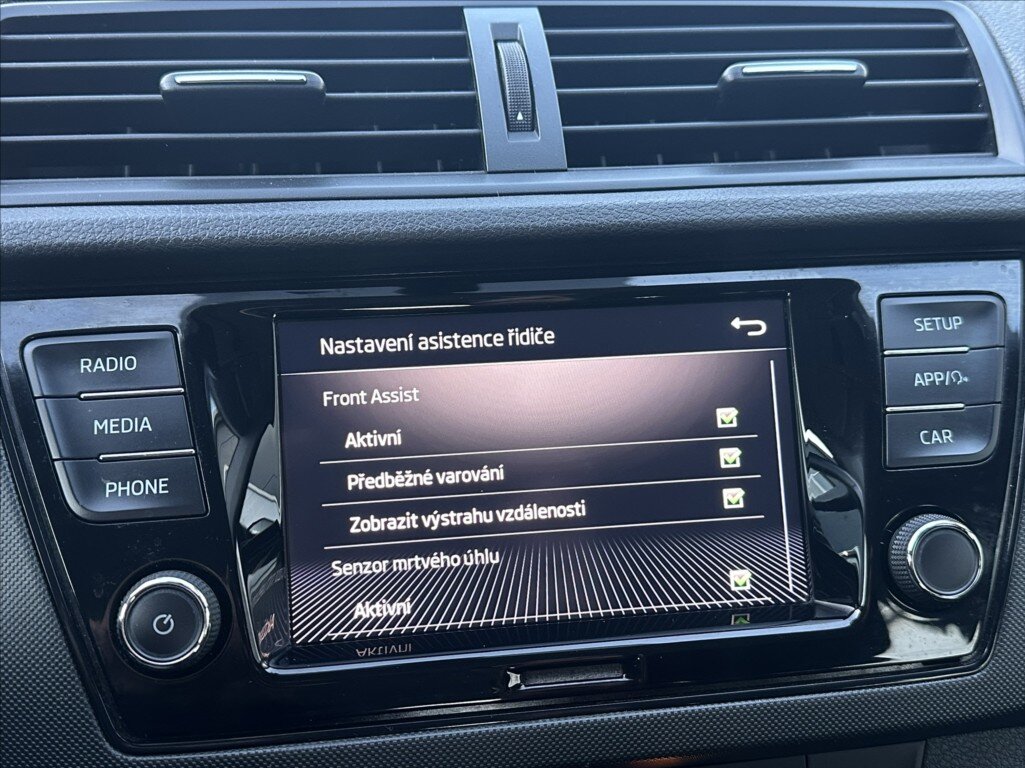 RADIO
MEDIA
PHONE
Nastavení asistence řidiče
Front Assist
Aktivní
Předběžné varování
Zobrazit výstrahu vzdálenosti
Senzor mrtvého úhlu
Aktivní
SETUP
APP/
CAR